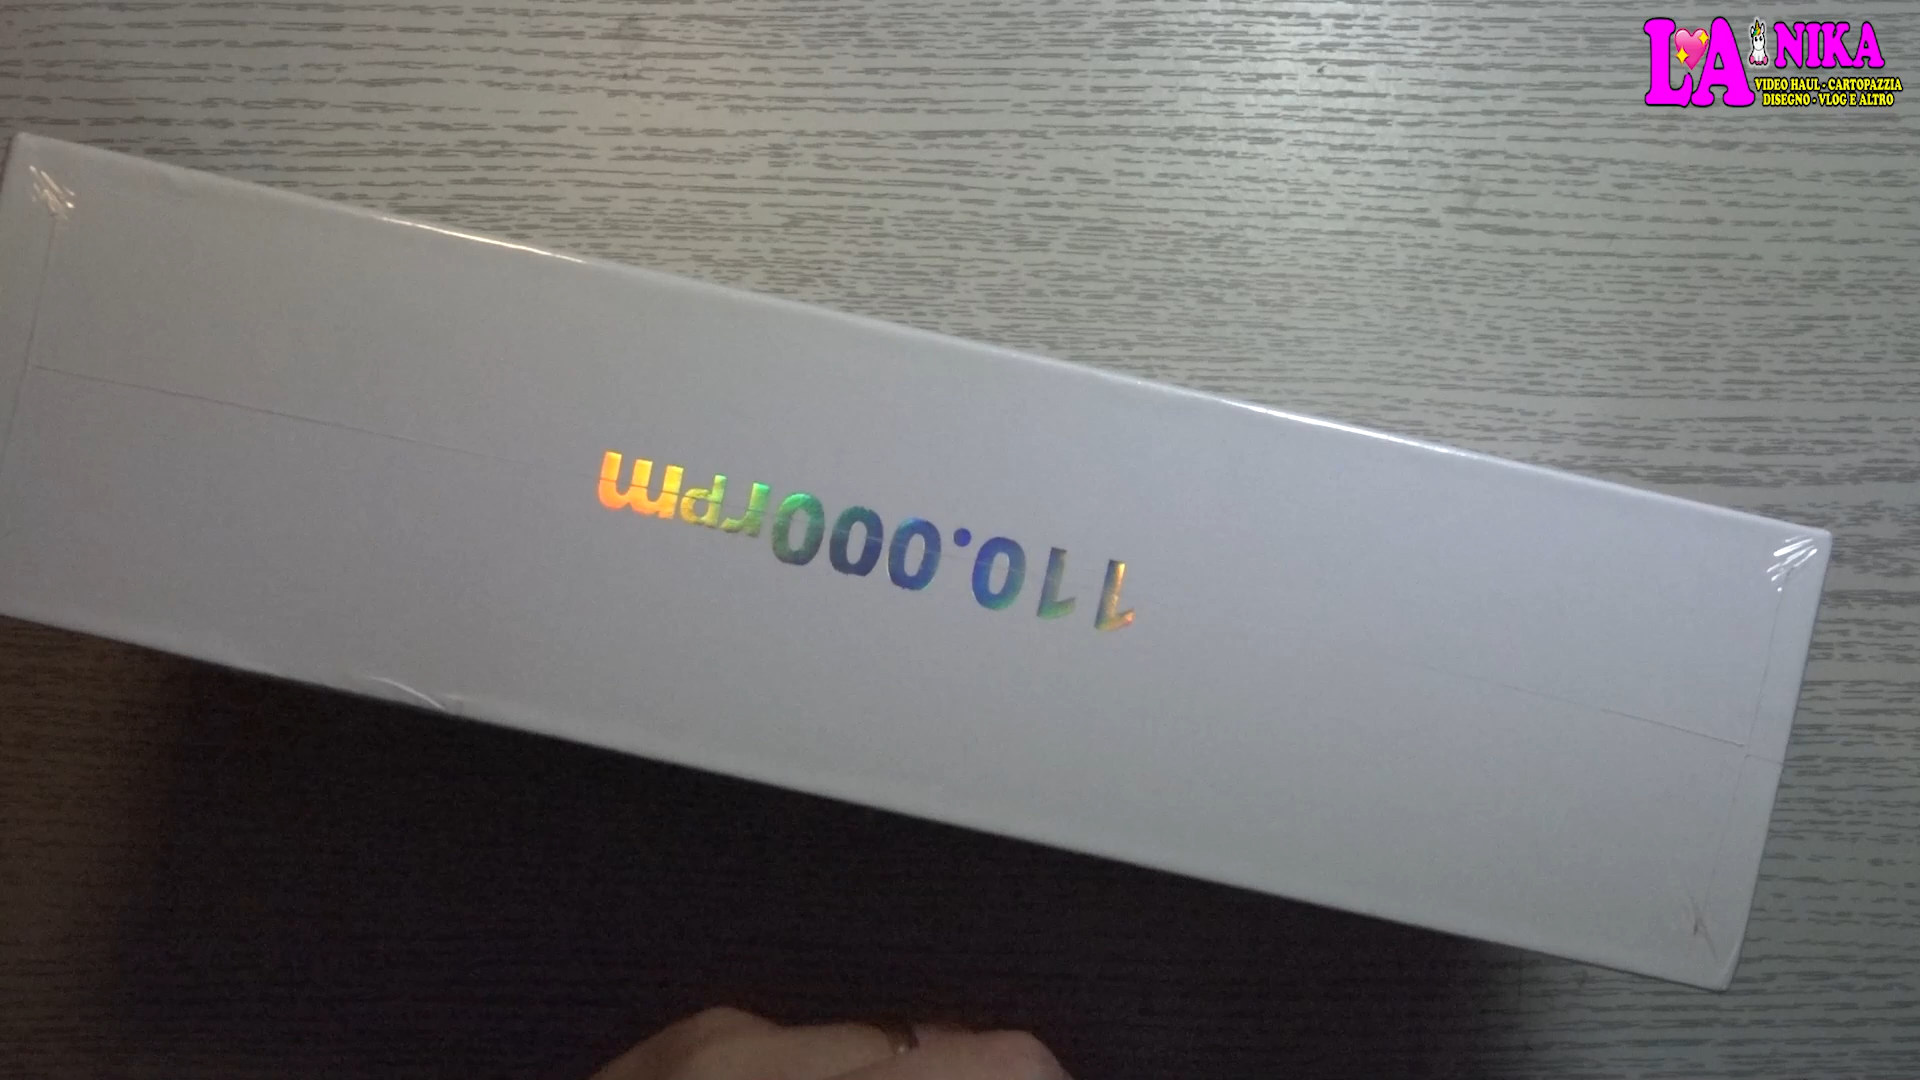 LA NIKA
VIDEO HAUL - CARTOPAZZIA
DISEGNO - VLOG E ALTRO
110.000rpm